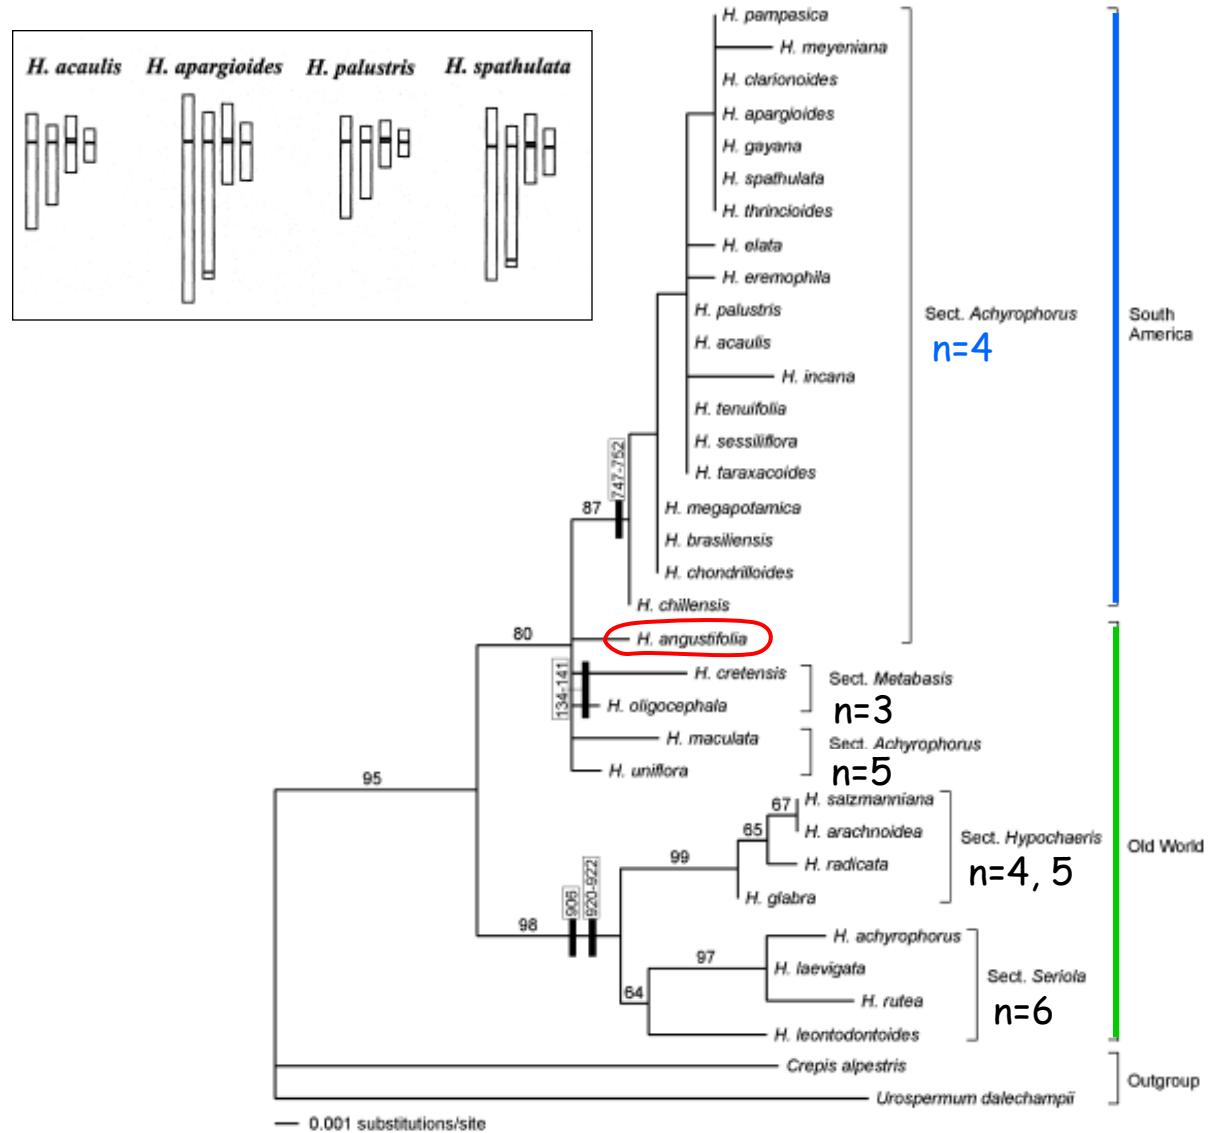 H. acaulis H. apargioides H. palustris H. spathulata
H. pampasica
H. meyeniana
H. clarionoides
H. apargioides
H. gayana
H. spathulata
H. thrincioides
H. elata
H. eremophila
H. palustris
H. acaulis
H. incana
H. tenuifolia
H. sessiliflora
H. taraxacoides
H. megapotamica
H. brasiliensis
H. chondrilloides
H. chillensis
H. angustifolia
H. cretensis
H. oligocephala
H. maculata
H. uniflora
H. salzmanniana
H. arachnoidea
H. radicata
H. glabra
H. achyrophorus
H. laevigata
H. rutea
H. leontodontoides
Crepis alpestris
Urospermum dalechampii
Sect. Achyrophorus
n=4
Sect. Metabasis
n=3
Sect. Achyrophorus
n=5
Sect. Hypochaeris
n=4, 5
Sect. Seriola
n=6
South
America
Old World
Outgroup
747-752
87
80
134-141
95
67
65
99
906
920-922
98
97
64
0.001 substitutions/site